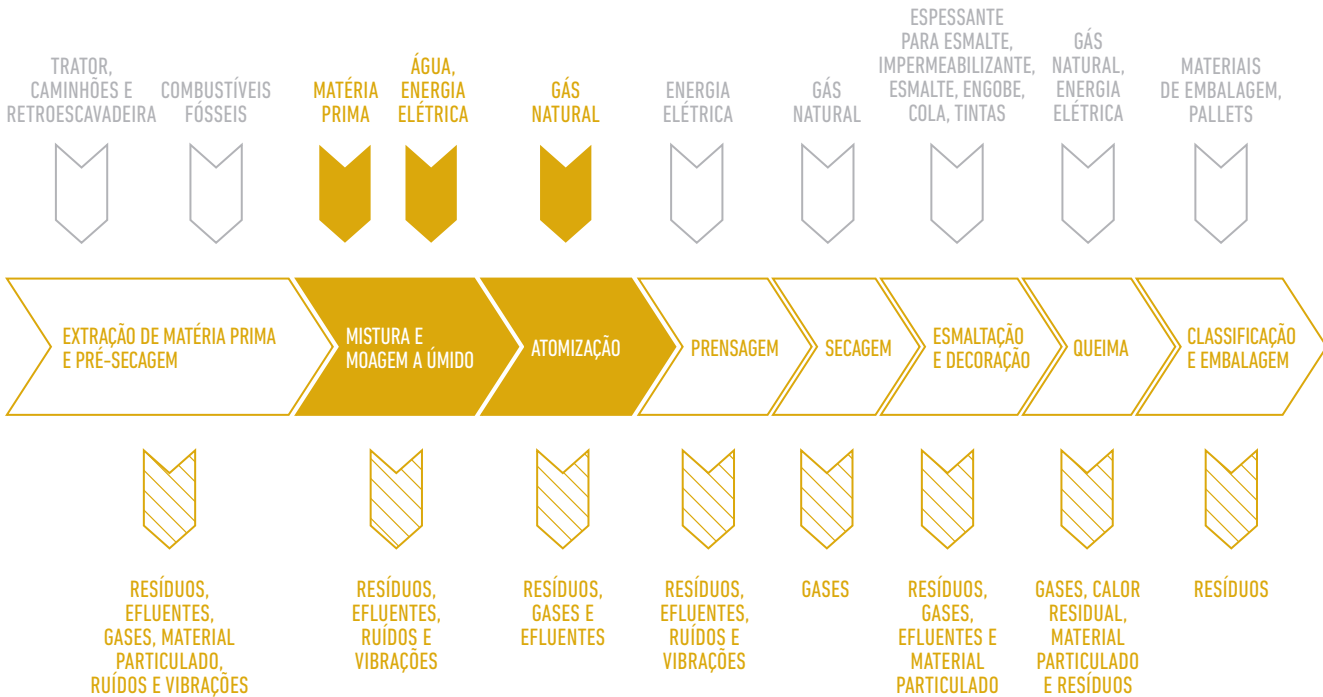 TRATOR,
CAMINHÕES E
RETROESCAVADEIRA
COMBUSTÍVEIS
FÓSSEIS
MATÉRIA
PRIMA
ÁGUA,
ENERGIA
ELÉTRICA
GÁS
NATURAL
ENERGIA
ELÉTRICA
GÁS
NATURAL
ESPESSANTE
PARA ESMALTE,
IMPERMEABILIZANTE,
ESMALTE, ENGOBE,
COLA, TINTAS
GÁS
NATURAL,
ENERGIA
ELÉTRICA
MATERIAIS
DE EMBALAGEM,
PALLETS
EXTRAÇÃO DE MATÉRIA PRIMA
E PRÉ-SECAGEM
MISTURA E
MOAGEM A ÚMIDO
ATOMIZAÇÃO
PRENSAGEM
SECAGEM
ESMALTAÇÃO
E DECORAÇÃO
QUEIMA
CLASSIFICAÇÃO
E EMBALAGEM
RESÍDUOS,
EFLUENTES,
GASES, MATERIAL
PARTICULADO,
RUÍDOS E VIBRAÇÕES
RESÍDUOS,
EFLUENTES,
RUÍDOS E
VIBRAÇÕES
RESÍDUOS,
GASES E
EFLUENTES
RESÍDUOS,
EFLUENTES,
RUÍDOS E
VIBRAÇÕES
GASES
RESÍDUOS,
GASES,
EFLUENTES E
MATERIAL
PARTICULADO
GASES, CALOR
RESIDUAL,
MATERIAL
PARTICULADO
E RESÍDUOS
RESÍDUOS